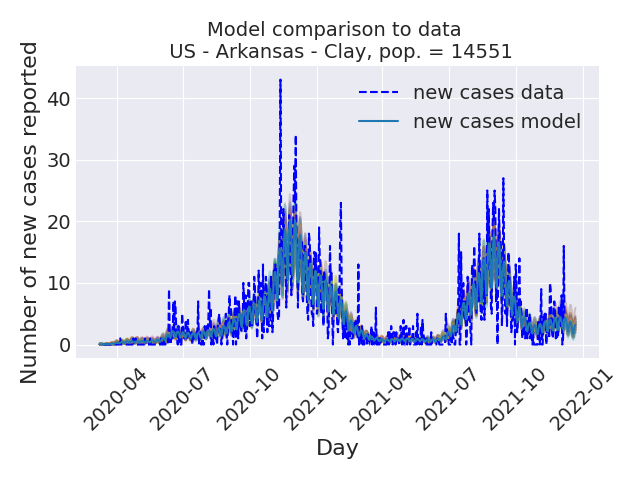 Model comparison to data
US - Arkansas - Clay, pop. = 14551
Number of new cases reported
40
30
20
10
0
new cases data
new cases model
2020-04
2020-07
2020-10
2021-01
2021-04
2021-07
2021-10
2022-01
Day